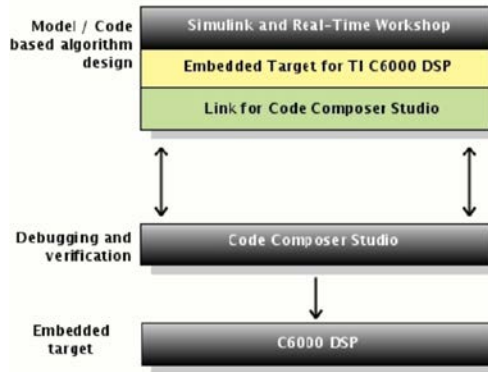 Model / Code
based algorithm
design
Simulink and Real-Time Workshop
Embedded Target for TI C6000 DSP
Link for Code Composer Studio
Debugging and
verification
Code Composer Studio
Embedded
target
C6000 DSP